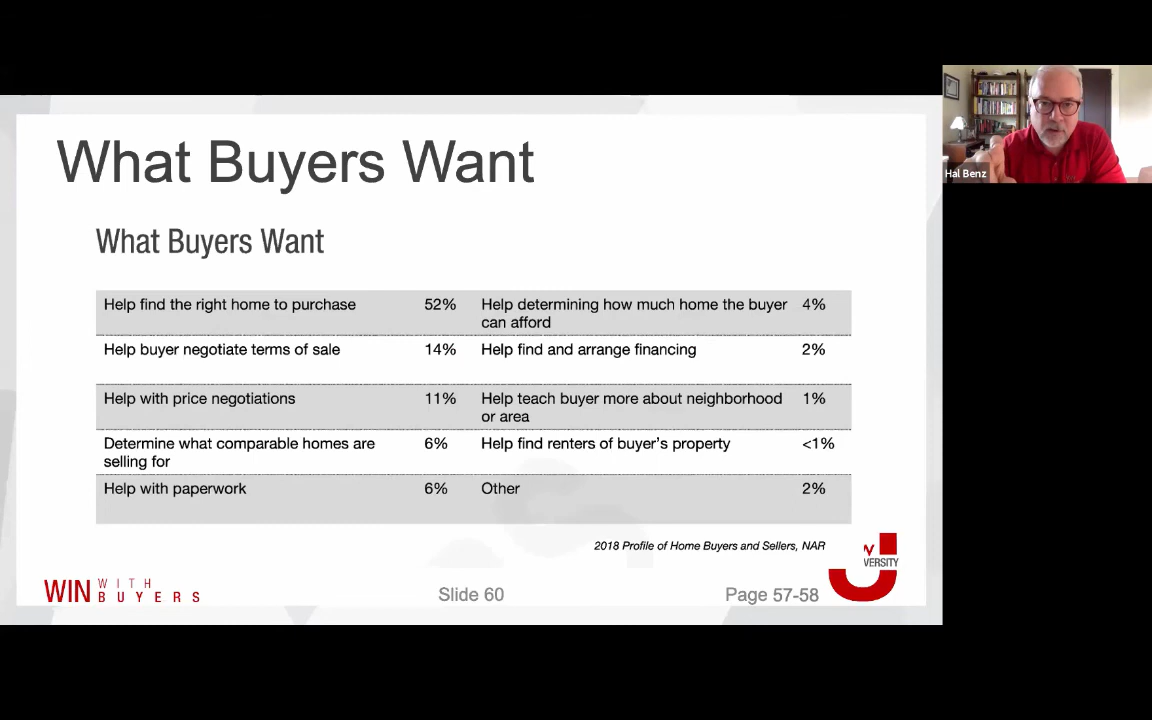 What Buyers Want
Hal Benz
What Buyers Want
Help find the right home to purchase 52% Help determining how much home the buyer can afford 4%
Help buyer negotiate terms of sale 14% Help find and arrange financing 2%
Help with price negotiations 11% Help teach buyer more about neighborhood or area 1%
Determine what comparable homes are selling for 6% Help find renters of buyer's property <1%
Help with paperwork 6% Other 2%
2018 Profile of Home Buyers and Sellers, NAR
VERSITY
WIN WITH BUYERS
Slide 60
Page 57-58